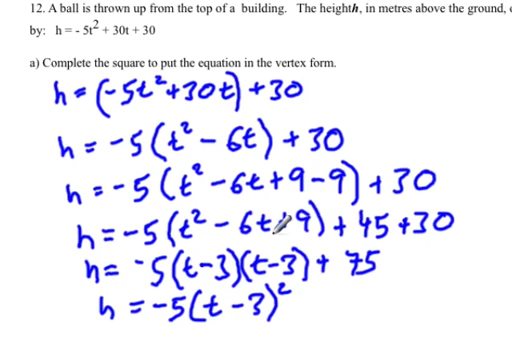 12. A ball is thrown up from the top of a building. The height h, in metres above the ground,
by: h = - 5t² + 30t + 30
a) Complete the square to put the equation in the vertex form.
h = (-5t²+30t)+30
h = -5(t² - 6t) + 30
h = -5(t² -6t+9-9)+30
h = -5(t² - 6t+9) + 45+30
h = -5(t-3)(t-3)+ 75
h = -5(t-3)²